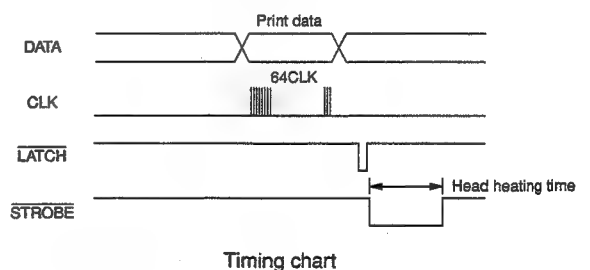 Print data
DATA
64CLK
CLK
LATCH
Head heating time
STROBE
Timing chart